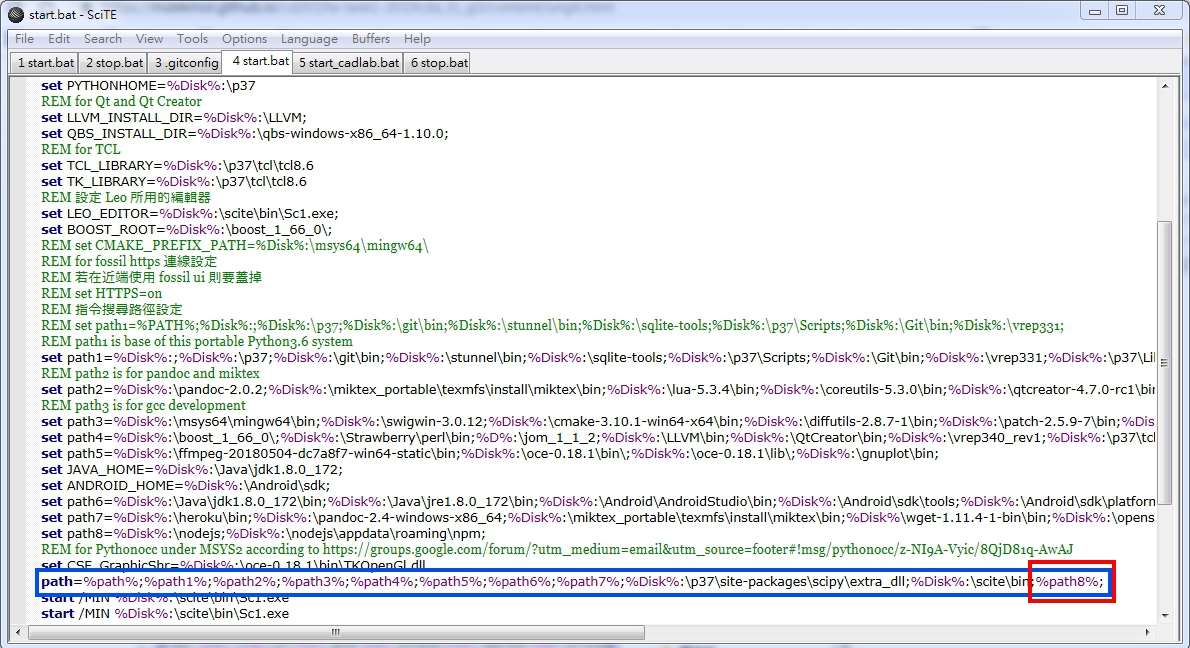 start.bat - SciTE
File Edit Search View Tools Options Language Buffers Help
1 start.bat 2 stop.bat 3 .gitconfig 4 start.bat 5 start_cadlab.bat 6 stop.bat
set PYTHONHOME=%Disk%:\p37
REM for Qt and Qt Creator
set LLVM_INSTALL_DIR=%Disk%:\LLVM;
set QBS_INSTALL_DIR=%Disk%:\qbs-windows-x86_64-1.10.0;
REM for TCL
set TCL_LIBRARY=%Disk%:\p37\tcl\tcl8.6
set TK_LIBRARY=%Disk%:\p37\tcl\tcl8.6
REM 設定 Leo 所用的編輯器
set LEO_EDITOR=%Disk%:\scite\bin\Sc1.exe;
set BOOST_ROOT=%Disk%:\boost_1_66_0\;
REM set CMAKE_PREFIX_PATH=%Disk%:\msys64\mingw64\
REM for fossil https 連線設定
REM 若在近端使用 fossil ui 則要蓋掉
REM set HTTPS=on
REM 指令搜尋路徑設定
REM set path1=%PATH%;%Disk%:;%Disk%:\p37;%Disk%:\git\bin;%Disk%:\stunnel\bin;%Disk%:\sqlite-tools;%Disk%:\p37\Scripts;%Disk%:\Git\bin;%Disk%:\vrep331;
REM path1 is base of this portable Python3.6 system
set path1=%Disk%:;%Disk%:\p37;%Disk%:\git\bin;%Disk%:\stunnel\bin;%Disk%:\sqlite-tools;%Disk%:\p37\Scripts;%Disk%:\Git\bin;%Disk%:\vrep331;%Disk%:\p37\Lil
REM path2 is for pandoc and miktex
set path2=%Disk%:\pandoc-2.0.2;%Disk%:\miktex_portable\texmfs\install\miktex\bin;%Disk%:\lua-5.3.4\bin;%Disk%:\coreutils-5.3.0\bin;%Disk%:\qtcreator-4.7.0-rc1\bin
REM path3 is for gcc development
set path3=%Disk%:\msys64\mingw64\bin;%Disk%:\swigwin-3.0.12;%Disk%:\cmake-3.10.1-win64-x64\bin;%Disk%:\diffutils-2.8.7-1\bin;%Disk%:\patch-2.5.9-7\bin;%Dis
set path4=%Disk%:\boost_1_66_0\;%Disk%:\Strawberry\perl\bin;%D%:\jom_1_1_2;%Disk%:\LLVM\bin;%Disk%:\QtCreator\bin;%Disk%:\vrep340_rev1;%Disk%:\p37\tcl
set path5=%Disk%:\ffmpeg-20180504-dc7a8f7-win64-static\bin;%Disk%:\oce-0.18.1\bin\;%Disk%:\oce-0.18.1\lib\;%Disk%:\gnuplot\bin;
set JAVA_HOME=%Disk%:\Java\jdk1.8.0_172;
set ANDROID_HOME=%Disk%:\Android\sdk;
set path6=%Disk%:\Java\jdk1.8.0_172\bin;%Disk%:\Java\jre1.8.0_172\bin;%Disk%:\Android\AndroidStudio\bin;%Disk%:\Android\sdk\tools;%Disk%:\Android\sdk\platform
set path7=%Disk%:\heroku\bin;%Disk%:\pandoc-2.4-windows-x86_64;%Disk%:\miktex_portable\texmfs\install\miktex\bin;%Disk%\wget-1.11.4-1-bin\bin;%Disk%:\opens
set path8=%Disk%:\nodejs;%Disk%:\nodejs\appdata\roaming\npm;
REM for Pythonocc under MSYS2 according to https://groups.google.com/forum/?utm_medium=email&utm_source=footer#!msg/pythonocc/z-NI9A-Vyic/8QjD81q-AwAJ
set CSF_GraphicShr=%Disk%:\oce-0.18.1\bin\TKOpenGl.dll
path=%path%;%path1%;%path2%;%path3%;%path4%;%path5%;%path6%;%path7%;%Disk%:\p37\site-packages\scipy\extra_dll;%Disk%:\scite\bin;%path8%;
start /MIN %Disk%:\scite\bin\Sc1.exe
start /MIN %Disk%:\scite\bin\Sc1.exe